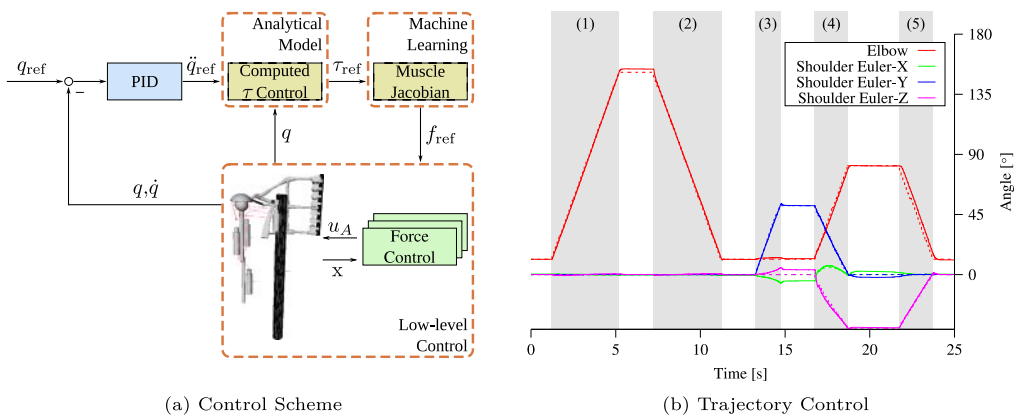 q_ref
−
PID
q̈_ref
Analytical
Model
Computed
τ Control
τ_ref
Machine
Learning
Muscle
Jacobian
f_ref
q
q,q̇
u_A
x
Force
Control
Low-level
Control
(a) Control Scheme
(1) (2) (3) (4) (5)
Elbow
Shoulder Euler-X
Shoulder Euler-Y
Shoulder Euler-Z
180
135
90
45
0
Angle [°]
0 5 10 15 20 25
Time [s]
(b) Trajectory Control